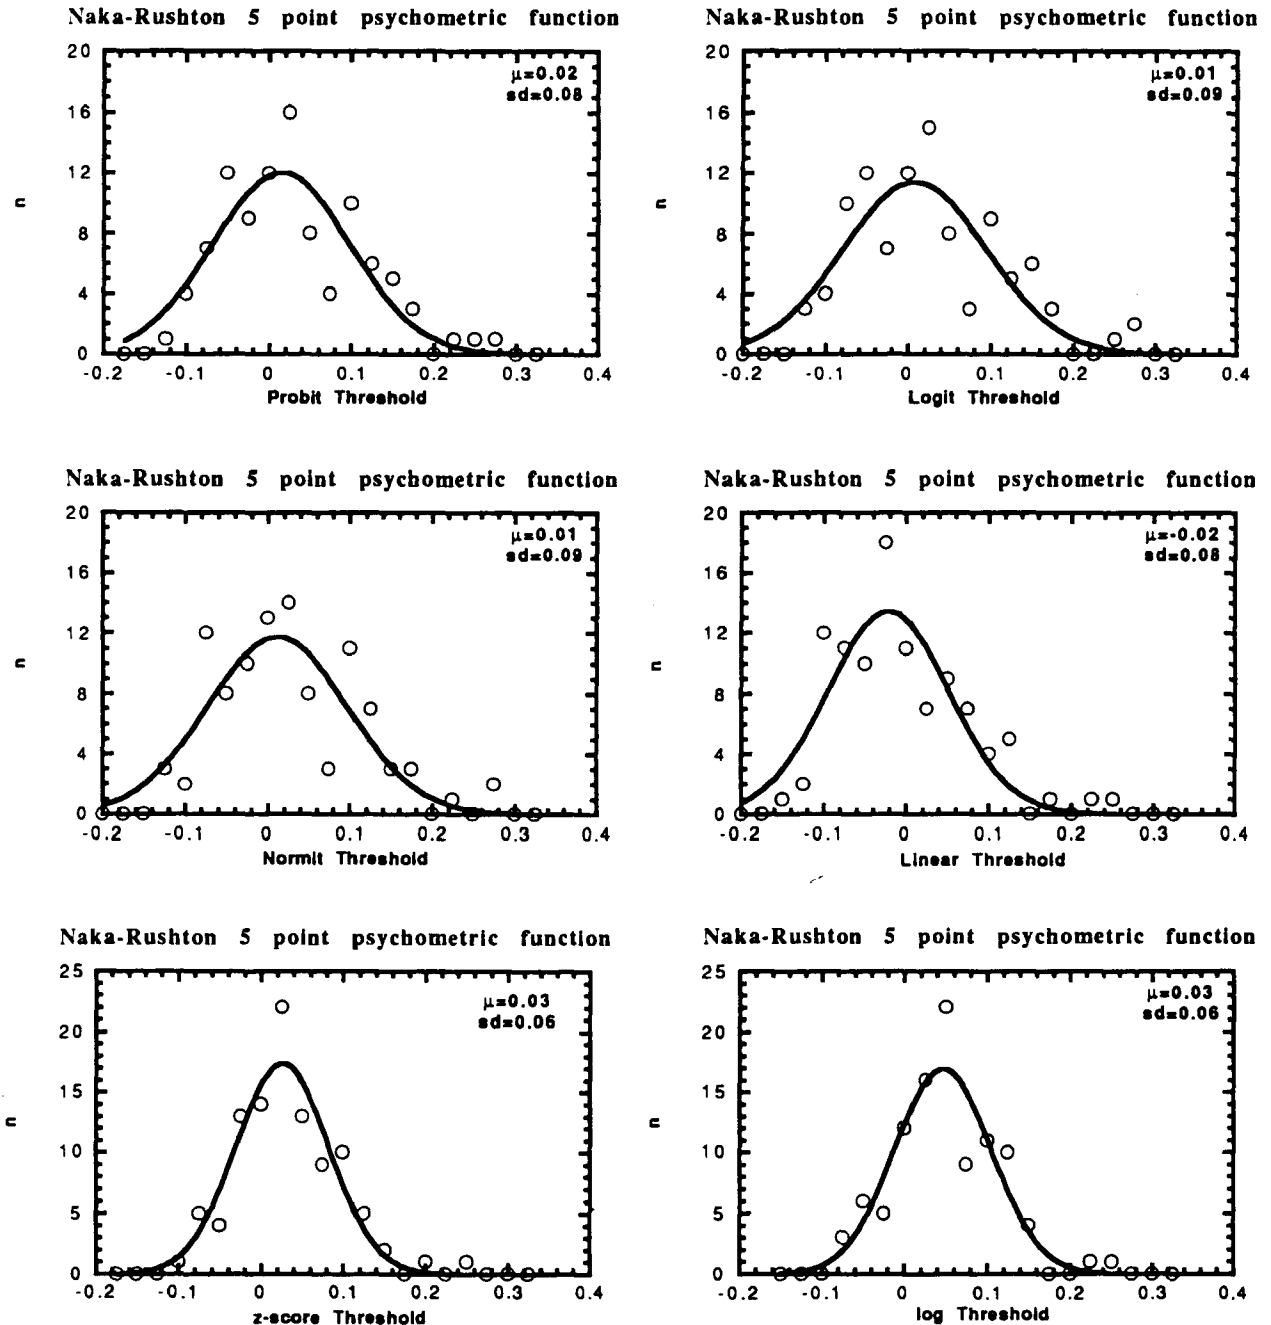 Naka-Rushton 5 point psychometric function
μ=0.02
sd=0.08
20
16
12
8
4
0
n
-0.2 -0.1 0 0.1 0.2 0.3 0.4
Probit Threshold
Naka-Rushton 5 point psychometric function
μ=0.01
sd=0.09
20
16
12
8
4
0
n
-0.2 -0.1 0 0.1 0.2 0.3 0.4
Logit Threshold
Naka-Rushton 5 point psychometric function
μ=0.01
sd=0.09
20
16
12
8
4
0
n
-0.2 -0.1 0 0.1 0.2 0.3 0.4
Normit Threshold
Naka-Rushton 5 point psychometric function
μ=-0.02
sd=0.08
20
16
12
8
4
0
n
-0.2 -0.1 0 0.1 0.2 0.3 0.4
Linear Threshold
Naka-Rushton 5 point psychometric function
μ=0.03
sd=0.06
25
20
15
10
5
0
n
-0.2 -0.1 0 0.1 0.2 0.3 0.4
z-score Threshold
Naka-Rushton 5 point psychometric function
μ=0.03
sd=0.06
25
20
15
10
5
0
n
-0.2 -0.1 0 0.1 0.2 0.3 0.4
log Threshold